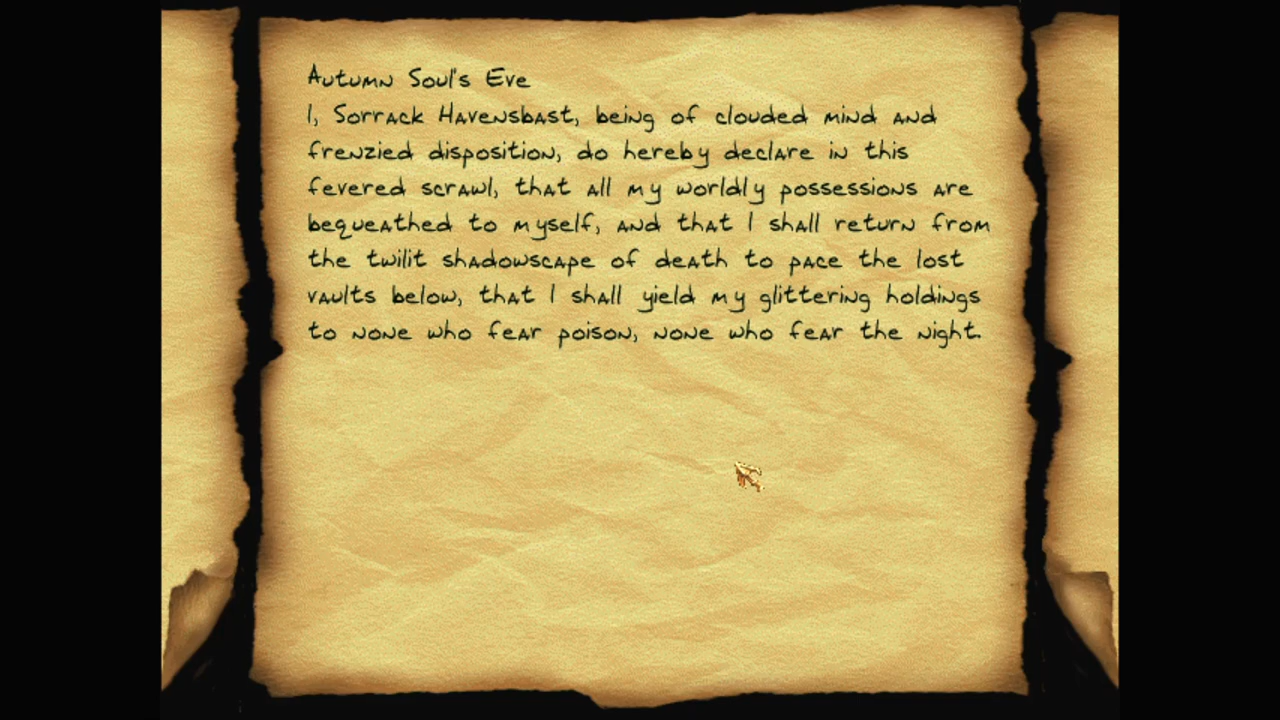 Autumn Soul's Eve
I, Sorrack Havensbast, being of clouded mind and
frenzied disposition, do hereby declare in this
fevered scrawl, that all my worldly possessions are
bequeathed to myself, and that I shall return from
the twilit shadowscape of death to pace the lost
vaults below, that I shall yield my glittering holdings
to none who fear poison, none who fear the night.